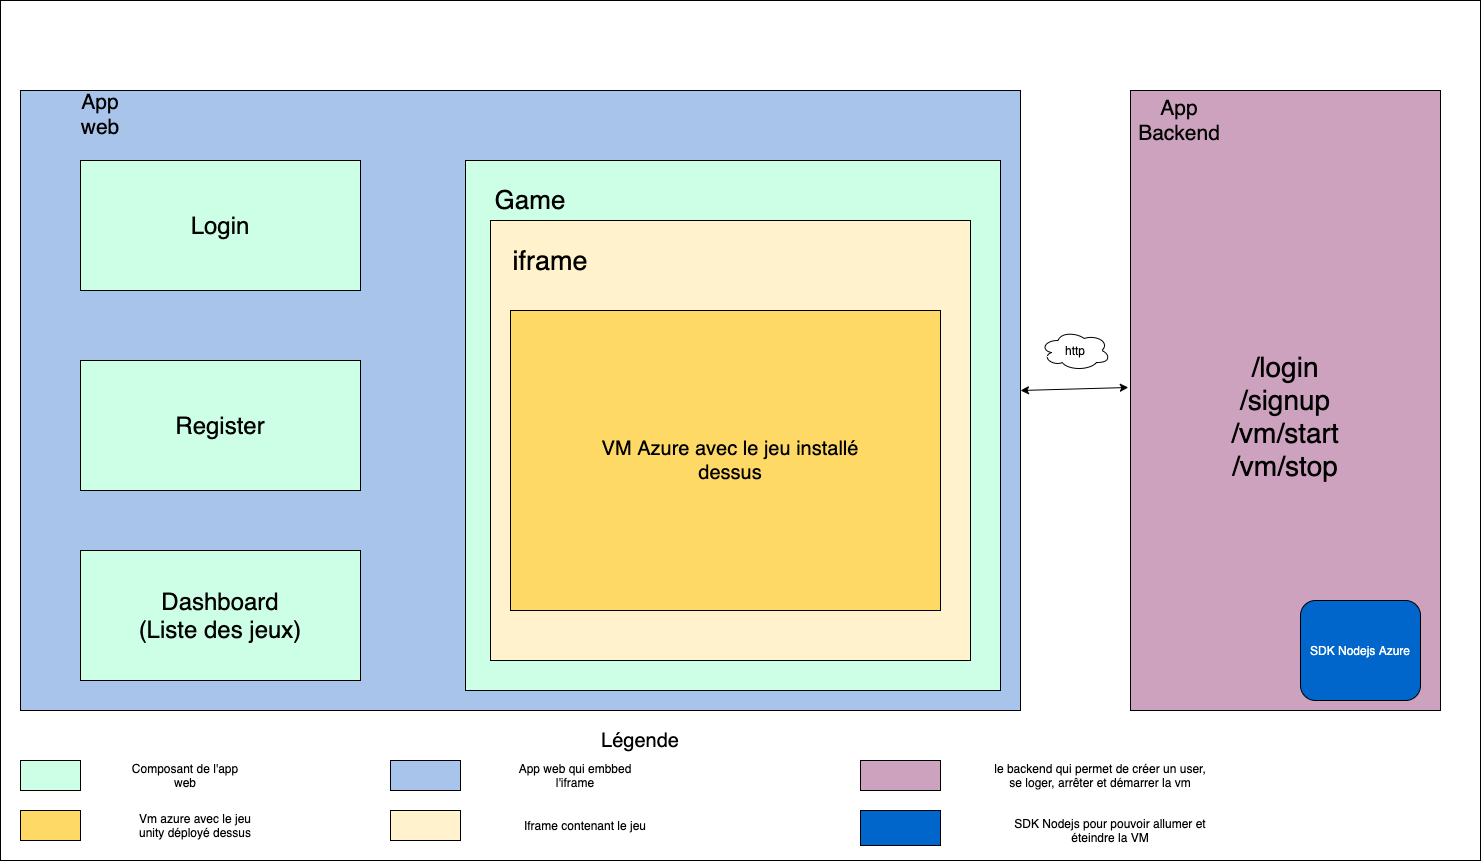 App
web
Login
Register
Dashboard
(Liste des jeux)
Game
iframe
VM Azure avec le jeu installé
dessus
http
App
Backend
/login
/signup
/vm/start
/vm/stop
SDK Nodejs Azure
Légende
Composant de l'app
web
App web qui embbed
l'iframe
le backend qui permet de créer un user,
se loger, arrêter et démarrer la vm
Vm azure avec le jeu
unity déployé dessus
Iframe contenant le jeu
SDK Nodejs pour pouvoir allumer et
éteindre la VM